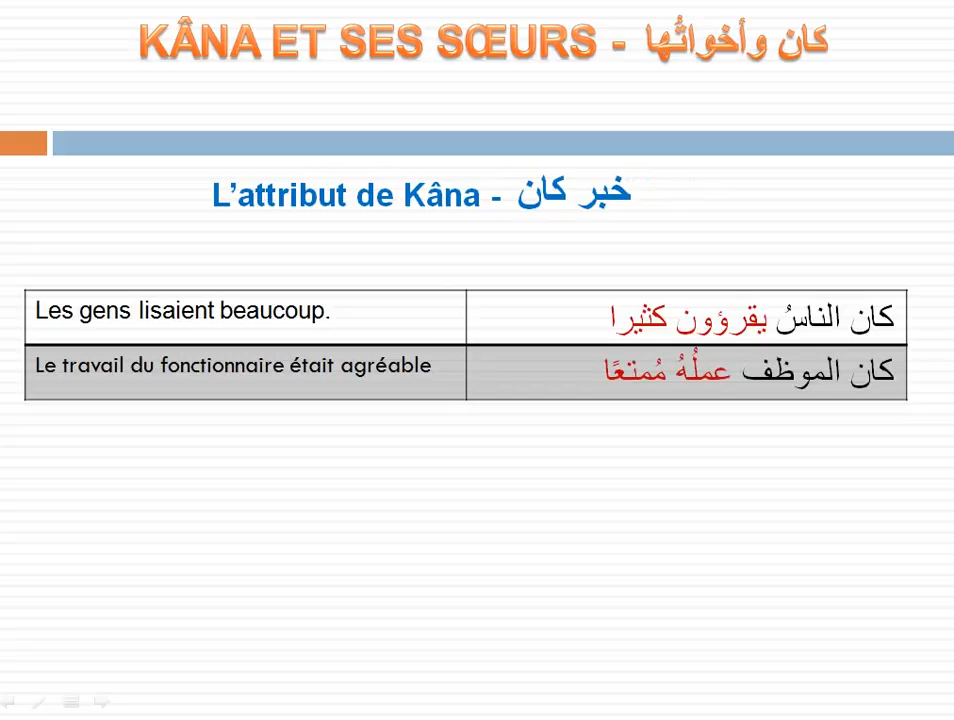 KÂNA ET SES SŒURS - كان وأخواتُها
L’attribut de Kâna - خبر كان
Les gens lisaient beaucoup.
كان الناسُ يقرؤون كثيرا
Le travail du fonctionnaire était agréable
كان الموظف عملُهُ مُمتعًا